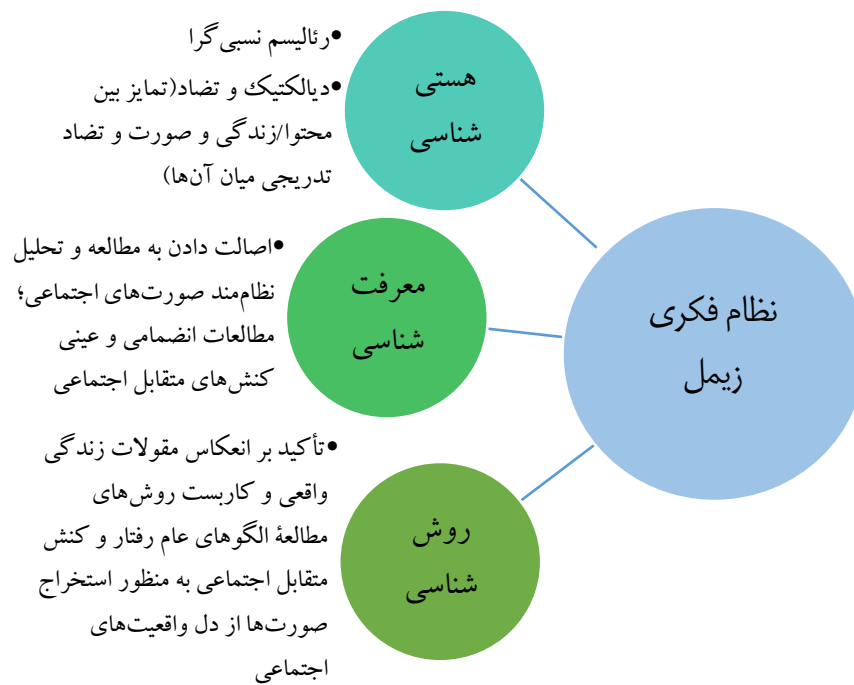 نظام فکری
زیمل
هستی
شناسی
•رئالیسم نسبی‌گرا
•دیالکتیک و تضاد(تمایز بین
محتوا/زندگی و صورت و تضاد
تدریجی میان آن‌ها)
معرفت
شناسی
•اصالت دادن به مطالعه و تحلیل
نظام‌مند صورت‌های اجتماعی؛
مطالعات انضمامی و عینی
کنش‌های متقابل اجتماعی
روش
شناسی
•تأکید بر انعکاس مقولات زندگی
واقعی و کاربست روش‌های
مطالعهٔ الگوهای عام رفتار و کنش
متقابل اجتماعی به منظور استخراج
صورت‌ها از دل واقعیت‌های
اجتماعی